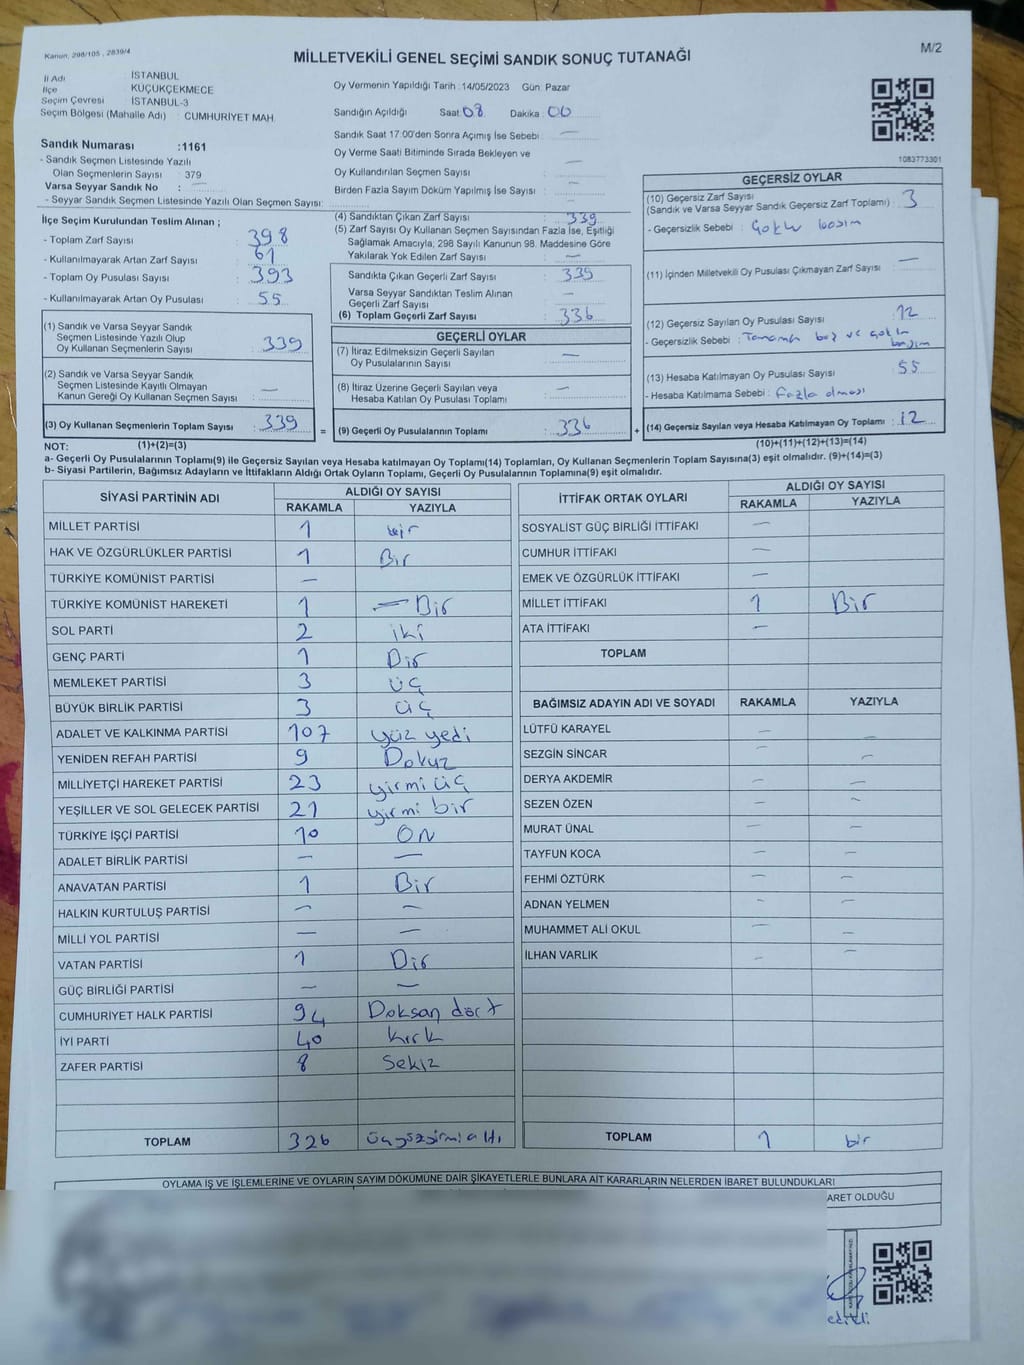 Kanun, 298/105 , 2839/4
MİLLETVEKİLİ GENEL SEÇİMİ SANDIK SONUÇ TUTANAĞI
M/2
İl Adı İSTANBUL
İlçe KÜÇÜKÇEKMECE
Seçim Çevresi İSTANBUL-3
Seçim Bölgesi (Mahalle Adı) : CUMHURİYET MAH.
Oy Vermenin Yapıldığı Tarih : 14/05/2023 Gün: Pazar
Sandığın Açıldığı Saat: 08 Dakika : 00
Sandık Saat 17:00'den Sonra Açımış İse Sebebi : —
Oy Verme Saati Bitiminde Sırada Bekleyen ve
Oy Kullandırılan Seçmen Sayısı : —
Birden Fazla Sayım Döküm Yapılmış İse Sayısı : —
1083773301
Sandık Numarası :1161
- Sandık Seçmen Listesinde Yazılı
Olan Seçmenlerin Sayısı : 379
Varsa Seyyar Sandık No : —
- Seyyar Sandık Seçmen Listesinde Yazılı Olan Seçmen Sayısı:
İlçe Seçim Kurulundan Teslim Alınan ;
- Toplam Zarf Sayısı : 398
- Kullanılmayarak Artan Zarf Sayısı : 61
- Toplam Oy Pusulası Sayısı : 393
- Kullanılmayarak Artan Oy Pusulası : 55
(4) Sandıktan Çıkan Zarf Sayısı : 339
(5) Zarf Sayısı Oy Kullanan Seçmen Sayısından Fazla İse, Eşitliği
Sağlamak Amacıyla, 298 Sayılı Kanunun 98. Maddesine Göre
Yakılarak Yok Edilen Zarf Sayısı : —
Sandıkta Çıkan Geçerli Zarf Sayısı : 339
Varsa Seyyar Sandıktan Teslim Alınan
Geçerli Zarf Sayısı : —
(6) Toplam Geçerli Zarf Sayısı : 336
GEÇERSİZ OYLAR
(10) Geçersiz Zarf Sayısı : 3
(Sandık ve Varsa Seyyar Sandık Geçersiz Zarf Toplamı)
- Geçersizlik Sebebi : Çoklu basım
(11) İçinden Milletvekili Oy Pusulası Çıkmayan Zarf Sayısı : —
(12) Geçersiz Sayılan Oy Pusulası Sayısı : 12
- Geçersizlik Sebebi : Tamamı boş ve çoklu
basım
(13) Hesaba Katılmayan Oy Pusulası Sayısı : 55
- Hesaba Katılmama Sebebi : Fazla olması
(14) Geçersiz Sayılan veya Hesaba Katılmayan Oy Toplamı : 12
(10)+(11)+(12)+(13)=(14)
(1) Sandık ve Varsa Seyyar Sandık
Seçmen Listesinde Yazılı Olup
Oy Kullanan Seçmenlerin Sayısı : 339
(2) Sandık ve Varsa Seyyar Sandık
Seçmen Listesinde Kayıtlı Olmayan
Kanun Gereği Oy Kullanan Seçmen Sayısı : —
(3) Oy Kullanan Seçmenlerin Toplam Sayısı : 339 =
(1)+(2)=(3)
GEÇERLİ OYLAR
(7) İtiraz Edilmeksizin Geçerli Sayılan
Oy Pusulalarının Sayısı : —
(8) İtiraz Üzerine Geçerli Sayılan veya
Hesaba Katılan Oy Pusulası Toplamı : —
(9) Geçerli Oy Pusulalarının Toplamı : 336 +
NOT:
a- Geçerli Oy Pusulalarının Toplamı(9) ile Geçersiz Sayılan veya Hesaba katılmayan Oy Toplamı(14) Toplamları, Oy Kullanan Seçmenlerin Toplam Sayısına(3) eşit olmalıdır. (9)+(14)=(3)
b- Siyasi Partilerin, Bağımsız Adayların ve İttifakların Aldığı Ortak Oyların Toplamı, Geçerli Oy Pusulalarının Toplamına(9) eşit olmalıdır.
SİYASİ PARTİNİN ADI ALDIĞI OY SAYISI
RAKAMLA YAZIYLA
MİLLET PARTİSİ 1 bir
HAK VE ÖZGÜRLÜKLER PARTİSİ 1 Bir
TÜRKİYE KOMÜNİST PARTİSİ —
TÜRKİYE KOMÜNİST HAREKETİ 1 — Bir
SOL PARTİ 2 iki
GENÇ PARTİ 1 Bir
MEMLEKET PARTİSİ 3 üç
BÜYÜK BİRLİK PARTİSİ 3 üç
ADALET VE KALKINMA PARTİSİ 107 yüz yedi
YENİDEN REFAH PARTİSİ 9 Dokuz
MİLLİYETÇİ HAREKET PARTİSİ 23 yirmi üç
YEŞİLLER VE SOL GELECEK PARTİSİ 21 yirmi bir
TÜRKİYE İŞÇİ PARTİSİ 10 ON
ADALET BİRLİK PARTİSİ — —
ANAVATAN PARTİSİ 1 Bir
HALKIN KURTULUŞ PARTİSİ — —
MİLLİ YOL PARTİSİ — —
VATAN PARTİSİ 1 Bir
GÜÇ BİRLİĞİ PARTİSİ — —
CUMHURİYET HALK PARTİSİ 94 Doksan dört
İYİ PARTİ 40 kırk
ZAFER PARTİSİ 8 Sekiz
TOPLAM 326 üçyüzyirmialtı
İTTİFAK ORTAK OYLARI ALDIĞI OY SAYISI
RAKAMLA YAZIYLA
SOSYALİST GÜÇ BİRLİĞİ İTTİFAKI —
CUMHUR İTTİFAKI —
EMEK VE ÖZGÜRLÜK İTTİFAKI —
MİLLET İTTİFAKI 1 Bir
ATA İTTİFAKI —
TOPLAM
BAĞIMSIZ ADAYIN ADI VE SOYADI RAKAMLA YAZIYLA
LÜTFÜ KARAYEL — —
SEZGİN SİNCAR — —
DERYA AKDEMİR — —
SEZEN ÖZEN — —
MURAT ÜNAL — —
TAYFUN KOCA — —
FEHMİ ÖZTÜRK — —
ADNAN YELMEN — —
MUHAMMET ALİ OKUL — —
İLHAN VARLIK — —
TOPLAM 1 bir
OYLAMA İŞ VE İŞLEMLERİNE VE OYLARIN SAYIM DÖKÜMÜNE DAİR ŞİKAYETLERLE BUNLARA AİT KARARLARIN NELERDEN İBARET BULUNDUKLARI
ARET OLDUĞU